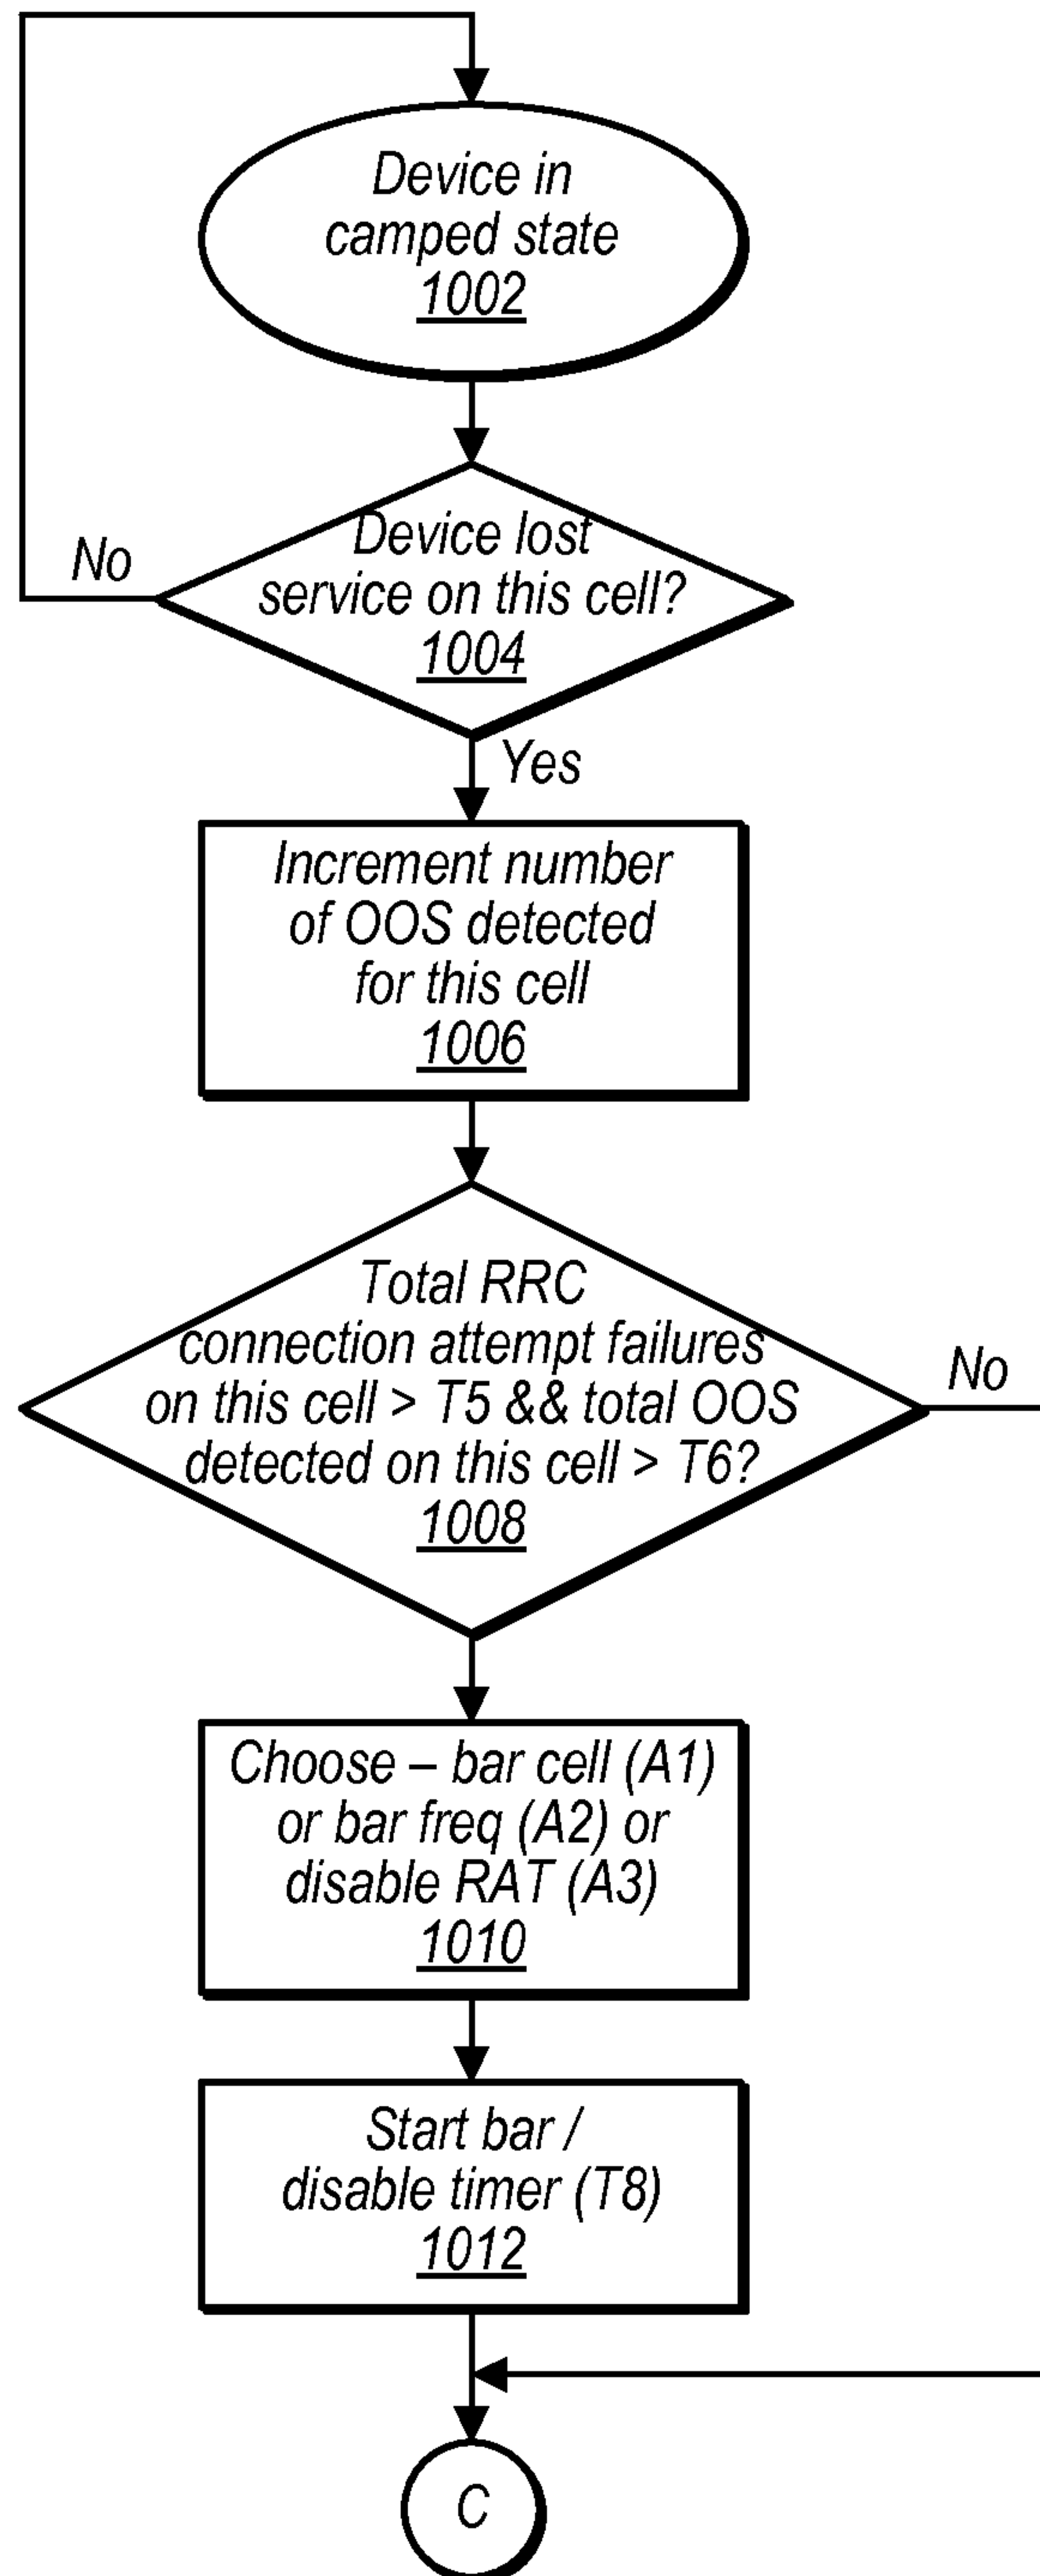 Device in
camped state
1002
Device lost
service on this cell?
1004
No
Yes
Increment number
of OOS detected
for this cell
1006
Total RRC
connection attempt failures
on this cell > T5 && total OOS
detected on this cell > T6?
1008
No
Choose – bar cell (A1)
or bar freq (A2) or
disable RAT (A3)
1010
Start bar /
disable timer (T8)
1012
C